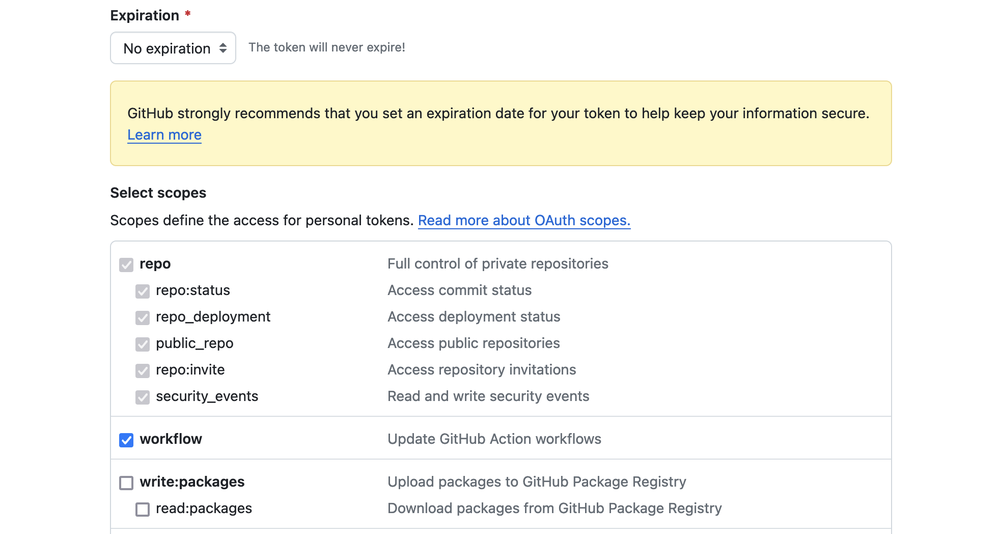 Expiration *
No expiration The token will never expire!
GitHub strongly recommends that you set an expiration date for your token to help keep your information secure.
Learn more
Select scopes
Scopes define the access for personal tokens. Read more about OAuth scopes.
repo Full control of private repositories
repo:status Access commit status
repo_deployment Access deployment status
public_repo Access public repositories
repo:invite Access repository invitations
security_events Read and write security events
workflow Update GitHub Action workflows
write:packages Upload packages to GitHub Package Registry
read:packages Download packages from GitHub Package Registry